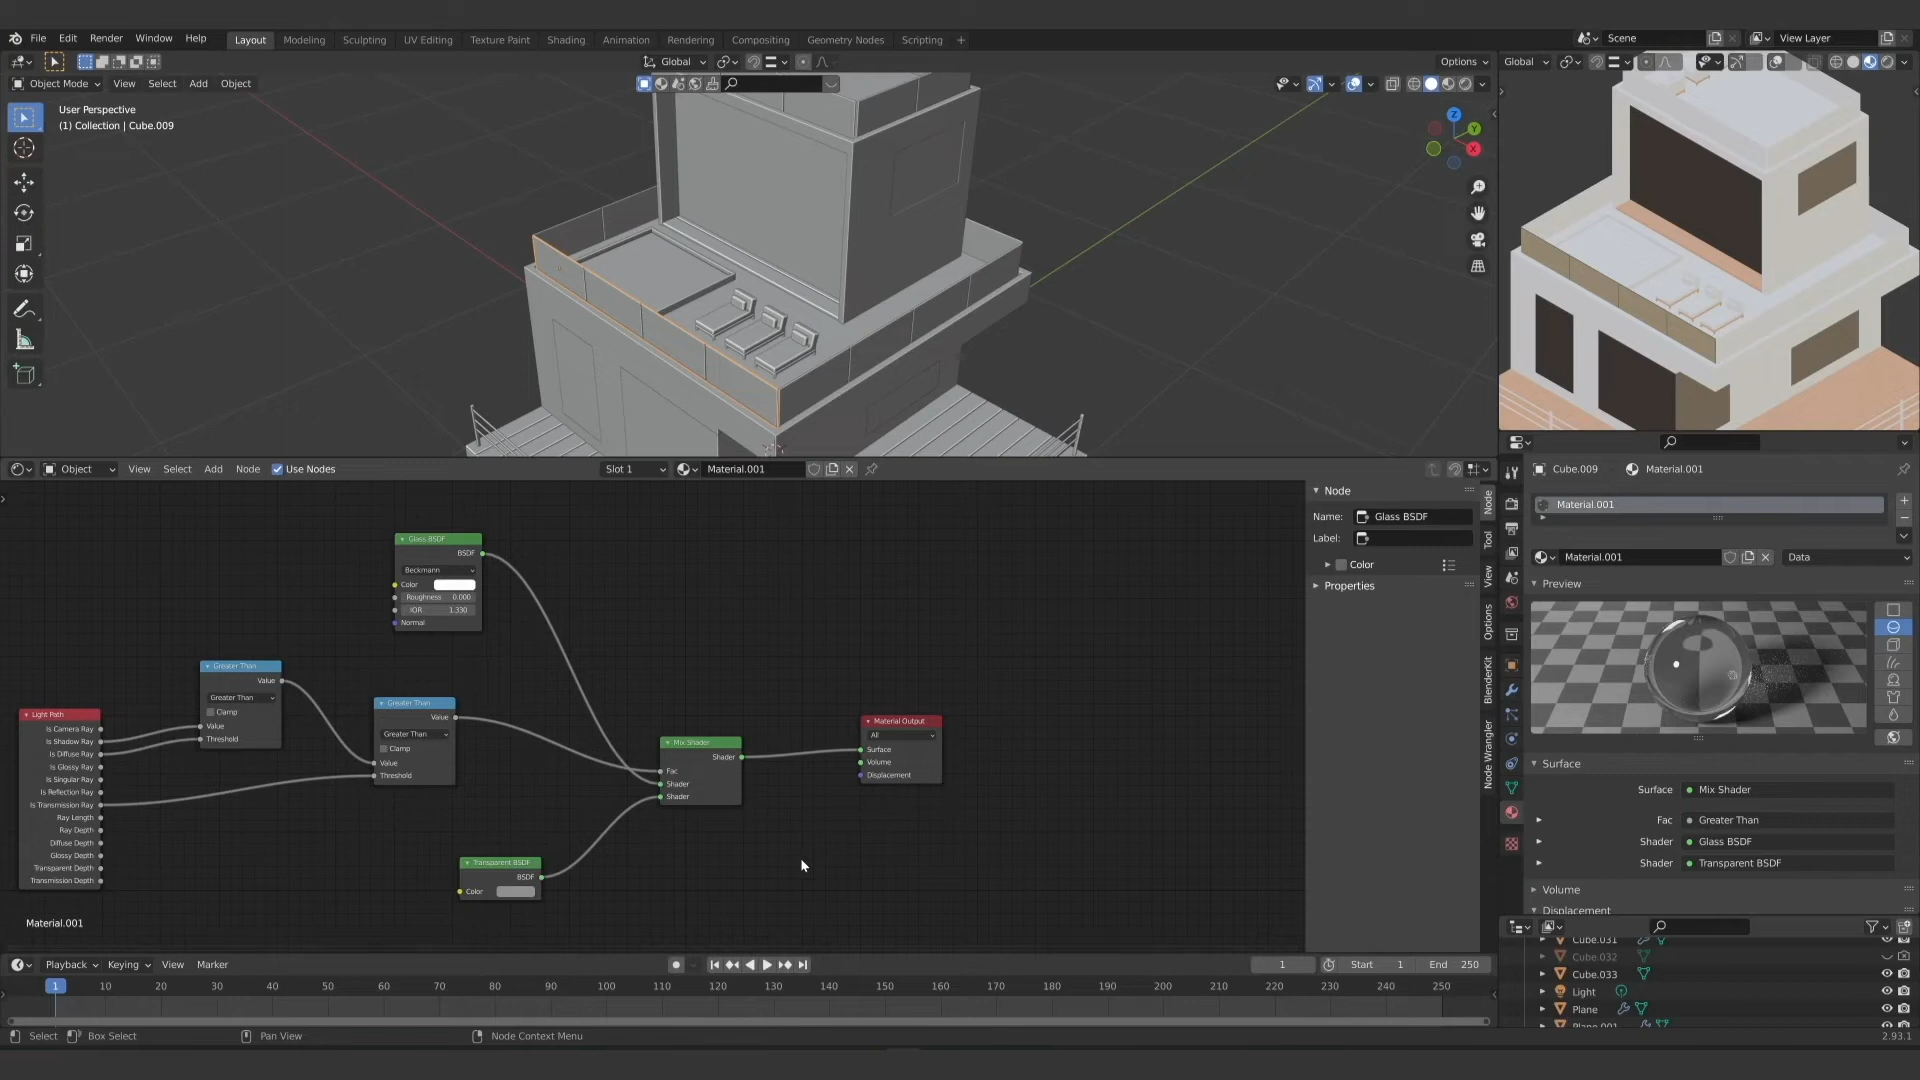 File Edit Render Window Help Layout Modeling Sculpting UV Editing Texture Paint Shading Animation Rendering Compositing Geometry Nodes Scripting + Scene View Layer
Global Options Global
Object Mode View Select Add Object
User Perspective
(1) Collection | Cube.009
Z
Y
X
Object View Select Add Node Use Nodes Slot 1 Material.001
Glass BSDF
BSDF
Beckmann
Color
Roughness 0.000
IOR 1.330
Normal
Greater Than
Value
Greater Than
Clamp
Value
Threshold
Greater Than
Value
Greater Than
Clamp
Value
Threshold
Light Path
Is Camera Ray
Is Shadow Ray
Is Diffuse Ray
Is Glossy Ray
Is Singular Ray
Is Reflection Ray
Is Transmission Ray
Ray Length
Ray Depth
Diffuse Depth
Glossy Depth
Transparent Depth
Transmission Depth
Mix Shader
Shader
Fac
Shader
Shader
Transparent BSDF
BSDF
Color
Material Output
All
Surface
Volume
Displacement
Material.001
Node
Name: Glass BSDF
Label:
Color
Properties
Node
Tool
View
Options
BlenderKit
Node Wrangler
Cube.009 Material.001
Material.001
Material.001 Data
Preview
Surface
Surface Mix Shader
Fac Greater Than
Shader Glass BSDF
Shader Transparent BSDF
Volume
Displacement
Cube.031
Cube.032
Cube.033
Light
Plane
Plane.001
Playback Keying View Marker 1 Start 1 End 250
1 10 20 30 40 50 60 70 80 90 100 110 120 130 140 150 160 170 180 190 200 210 220 230 240 250
Select Box Select Pan View Node Context Menu 2.93.1